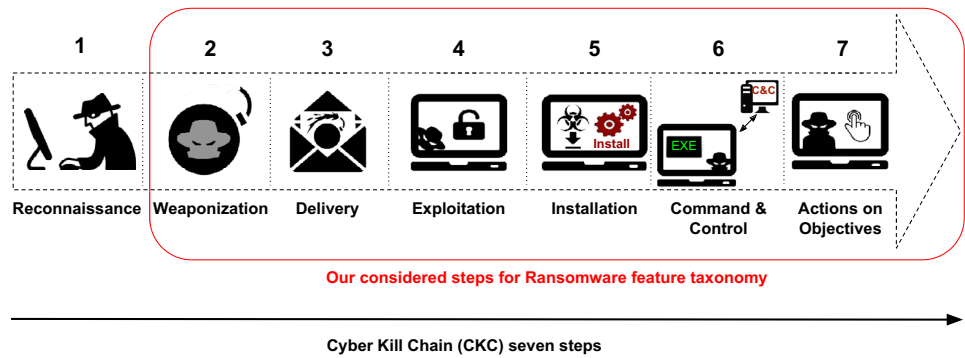 1 2 3 4 5 6 7
C&C
EXE
Install
Reconnaissance Weaponization Delivery Exploitation Installation Command & Actions on
Control Objectives
Our considered steps for Ransomware feature taxonomy
Cyber Kill Chain (CKC) seven steps